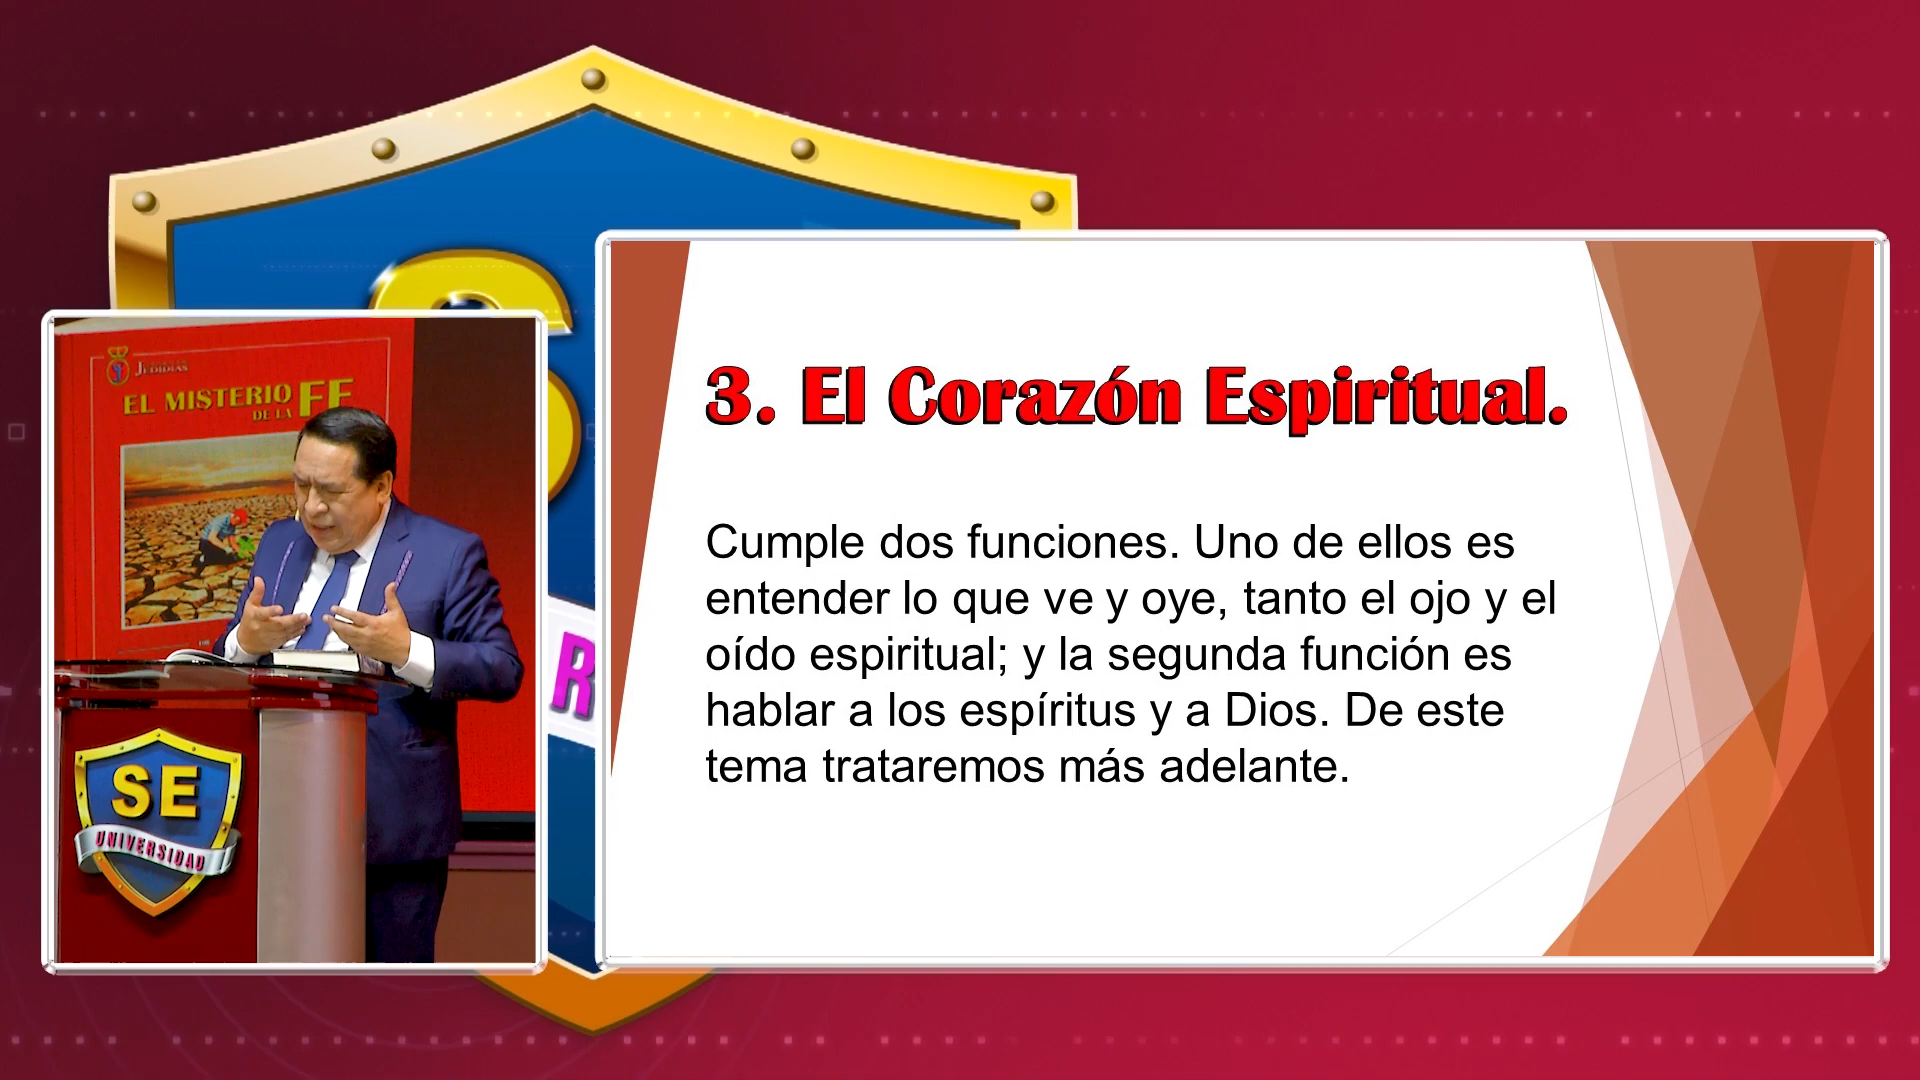 JEDIDÍAS
EL MISTERIO
DE LA FE
SE
UNIVERSIDAD
S
R
3. El Corazón Espiritual.
Cumple dos funciones. Uno de ellos es
entender lo que ve y oye, tanto el ojo y el
oído espiritual; y la segunda función es
hablar a los espíritus y a Dios. De este
tema trataremos más adelante.